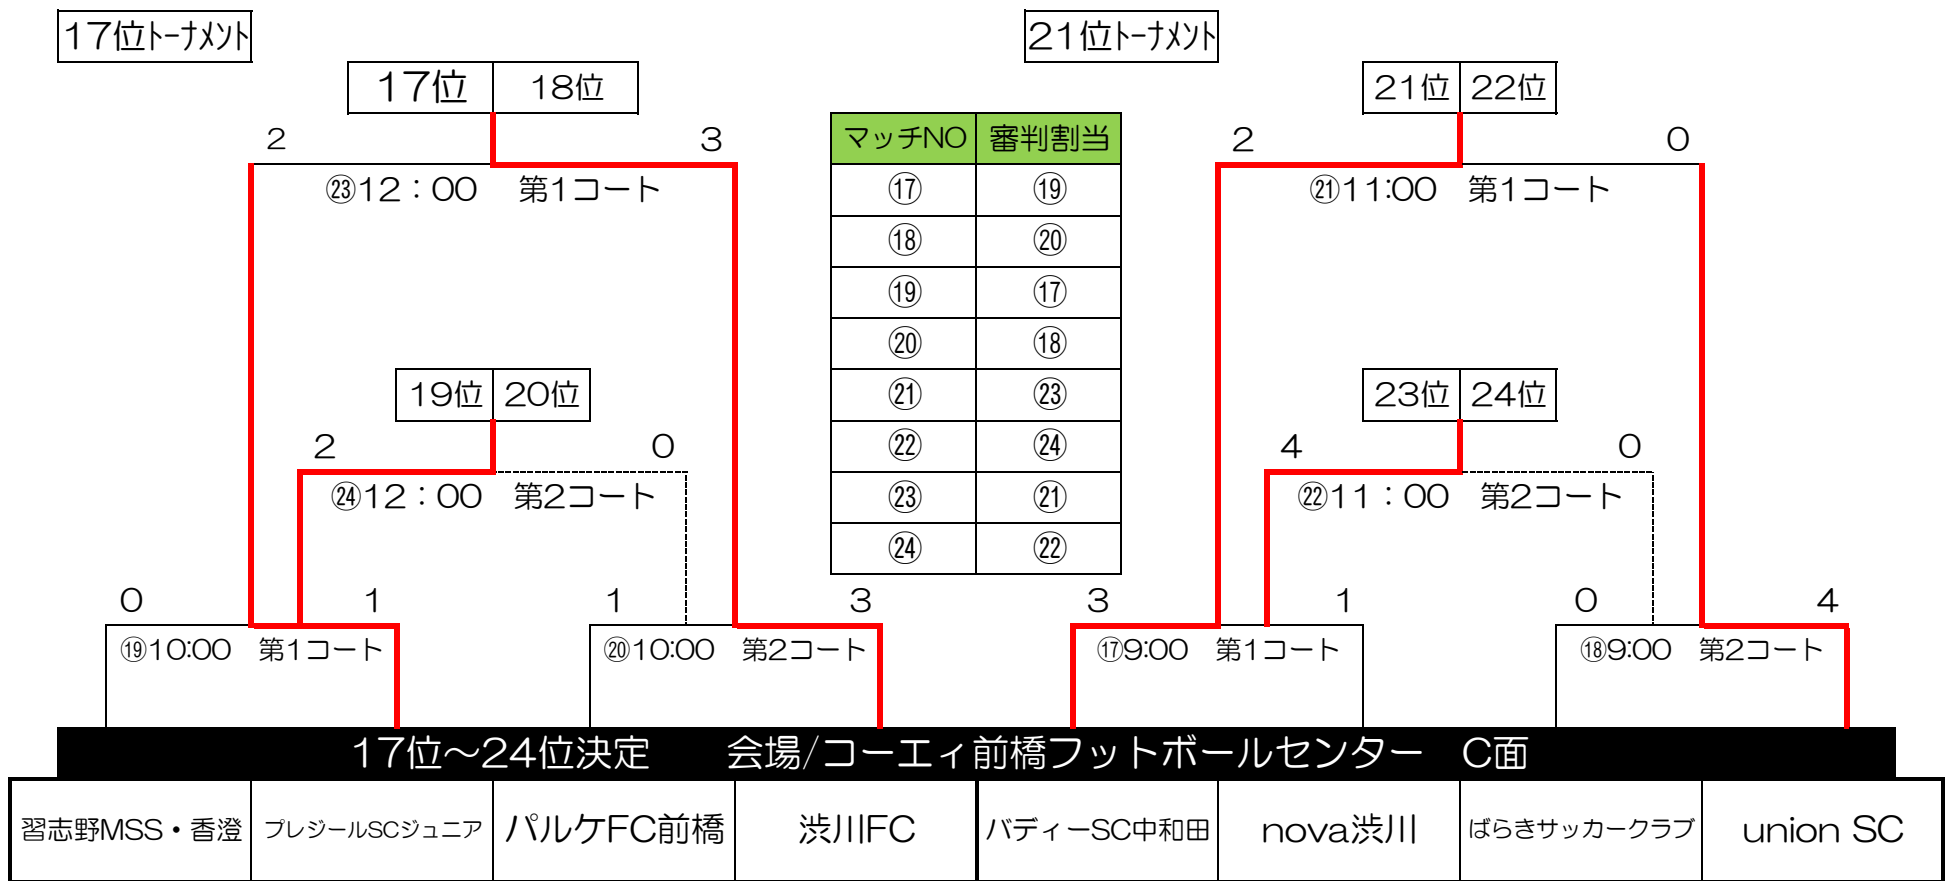 17位トーナメント 21位トーナメント
17位 18位 21位 22位
2 3 マッチNO 審判割当 2 0
㉓12：00 第1コート ⑰ ⑲ ㉑11:00 第1コート
⑱ ⑳
⑲ ⑰
⑳ ⑱
19位 20位 ㉑ ㉓ 23位 24位
2 0 ㉒ ㉔ 4 0
㉔12：00 第2コート ㉓ ㉑ ㉒11：00 第2コート
㉔ ㉒
0 1 1 3 3 1 0 4
⑲10:00 第1コート ⑳10:00 第2コート ⑰9:00 第1コート ⑱9:00 第2コート
17位～24位決定 会場/コーエィ前橋フットボールセンター C面
習志野MSS・香澄 プレジールSCジュニア パルケFC前橋 渋川FC バディーSC中和田 nova渋川 ばらきサッカークラブ union SC